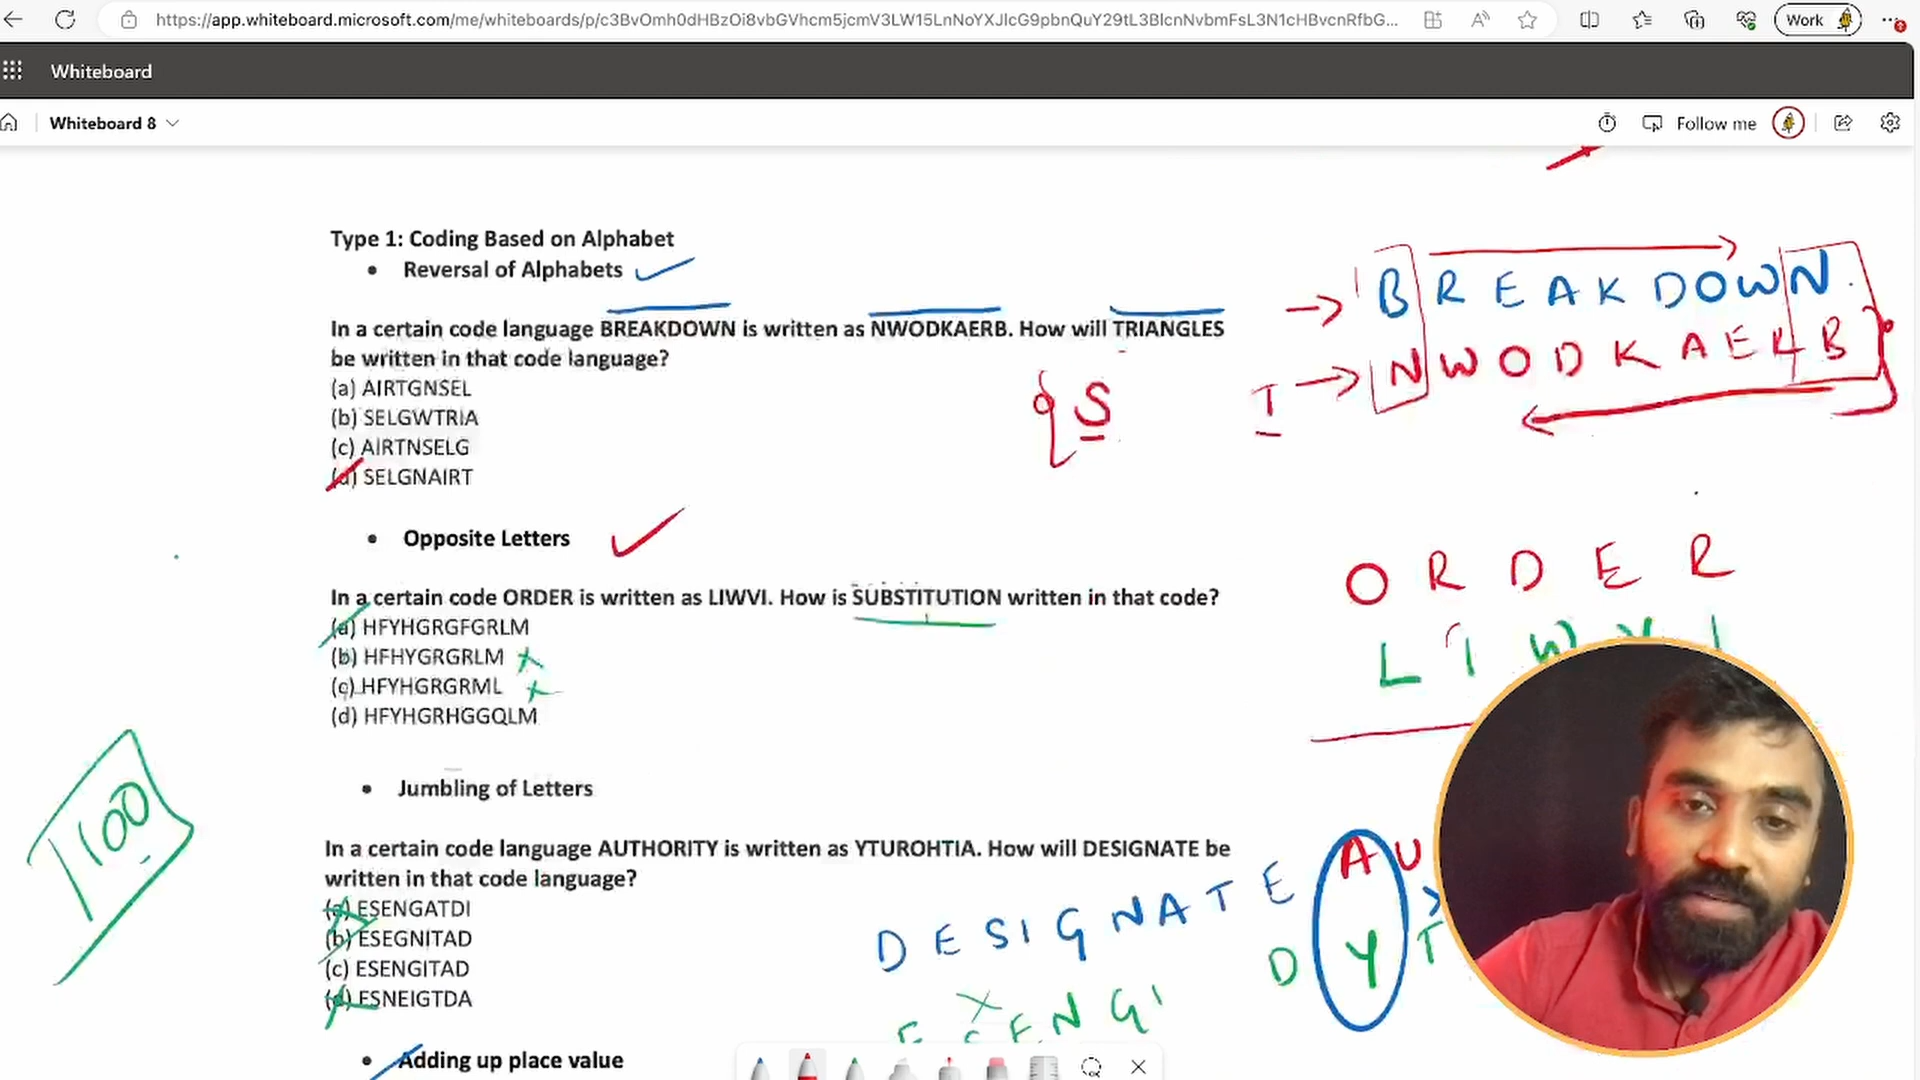 https://app.whiteboard.microsoft.com/me/whiteboards/p/c3BvOmh0dHBzOi8vbGVhcm5jcmV3LW15LnNoYXJlcG9pbnQuY29tL3BlcnNvbmFsL3N1cHBvcnRfbG...
Work
Whiteboard
Whiteboard 8
Follow me
Type 1: Coding Based on Alphabet
• Reversal of Alphabets
In a certain code language BREAKDOWN is written as NWODKAERB. How will TRIANGLES
be written in that code language?
(a) AIRTGNSEL
(b) SELGWTRIA
(c) AIRTNSELG
(d) SELGNAIRT
B R E A K D O W N
N W O D K A E R B
S
T
• Opposite Letters
In a certain code ORDER is written as LIWVI. How is SUBSTITUTION written in that code?
(a) HFYHGRGFGRLM
(b) HFHYGRGRLM
(c) HFYHGRGRML
(d) HFYHGRHGGQLM
O R D E R
L I W V I
• Jumbling of Letters
In a certain code language AUTHORITY is written as YTUROHTIA. How will DESIGNATE be
written in that code language?
(a) ESENGATDI
(b) ESEGNITAD
(c) ESENGITAD
(d) ESNEIGTDA
D E S I G N A T E
A U
D Y T
E S E N G I
100
• Adding up place value